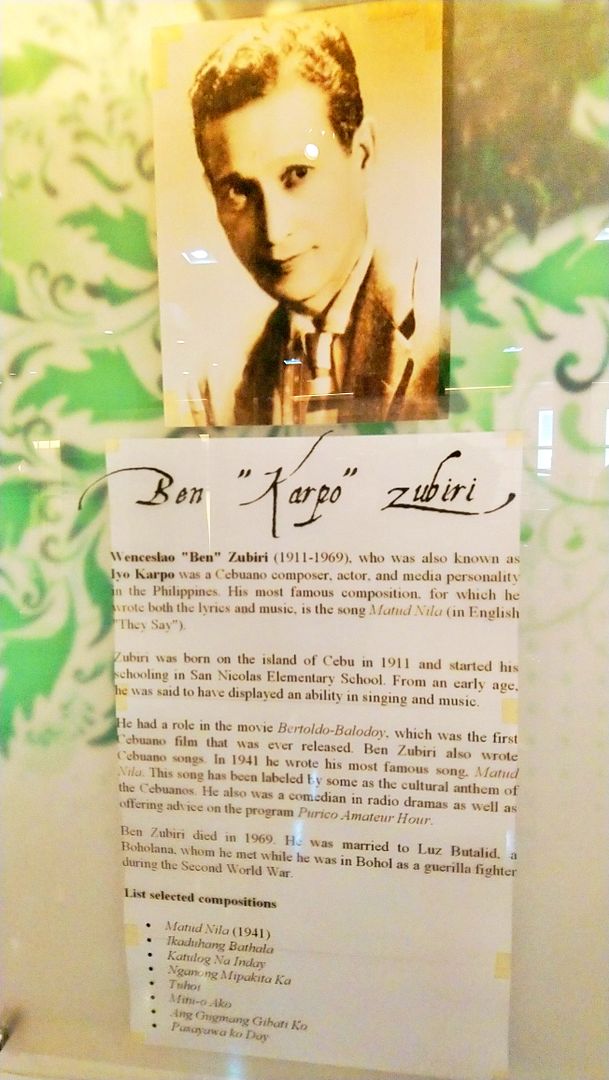 Ben "Karpo" Zubiri
Wenceslao "Ben" Zubiri (1911-1969), who was also known as
Iyo Karpo was a Cebuano composer, actor, and media personality
in the Philippines. His most famous composition, for which he
wrote both the lyrics and music, is the song Matud Nila (in English
"They Say").
Zubiri was born on the island of Cebu in 1911 and started his
schooling in San Nicolas Elementary School. From an early age,
he was said to have displayed an ability in singing and music.
He had a role in the movie Bertoldo-Balodoy, which was the first
Cebuano film that was ever released. Ben Zubiri also wrote
Cebuano songs. In 1941 he wrote his most famous song, Matud
Nila. This song has been labeled by some as the cultural anthem of
the Cebuanos. He also was a comedian in radio dramas as well as
offering advice on the program Purico Amateur Hour.
Ben Zubiri died in 1969. He was married to Luz Butalid, a
Boholana, whom he met while he was in Bohol as a guerilla fighter
during the Second World War.
List selected compositions
• Matud Nila (1941)
• Ikaduhang Bathala
• Katulog Na Inday
• Nganong Mipakita Ka
• Tuhoi
• Mitu-o Ako
• Ang Gugmang Gibati Ko
• Pasayawa ko Day